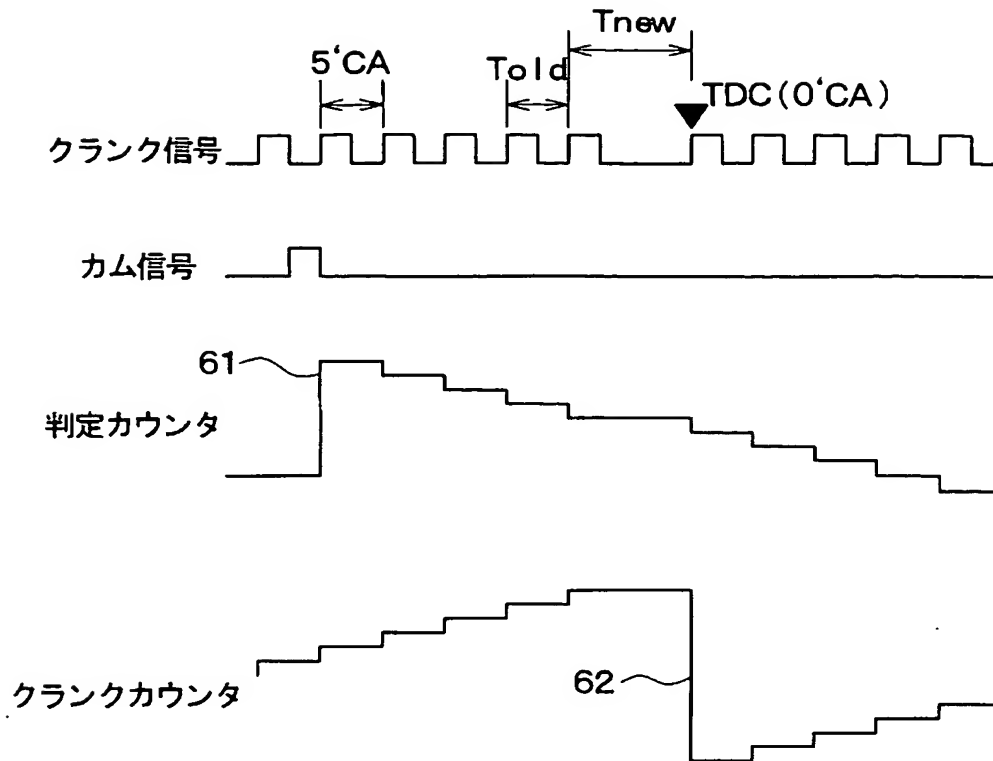 Tnew
5‘CA
Told
TDC(0‘CA)
クランク信号
カム信号
61
判定カウンタ
62
クランクカウンタ